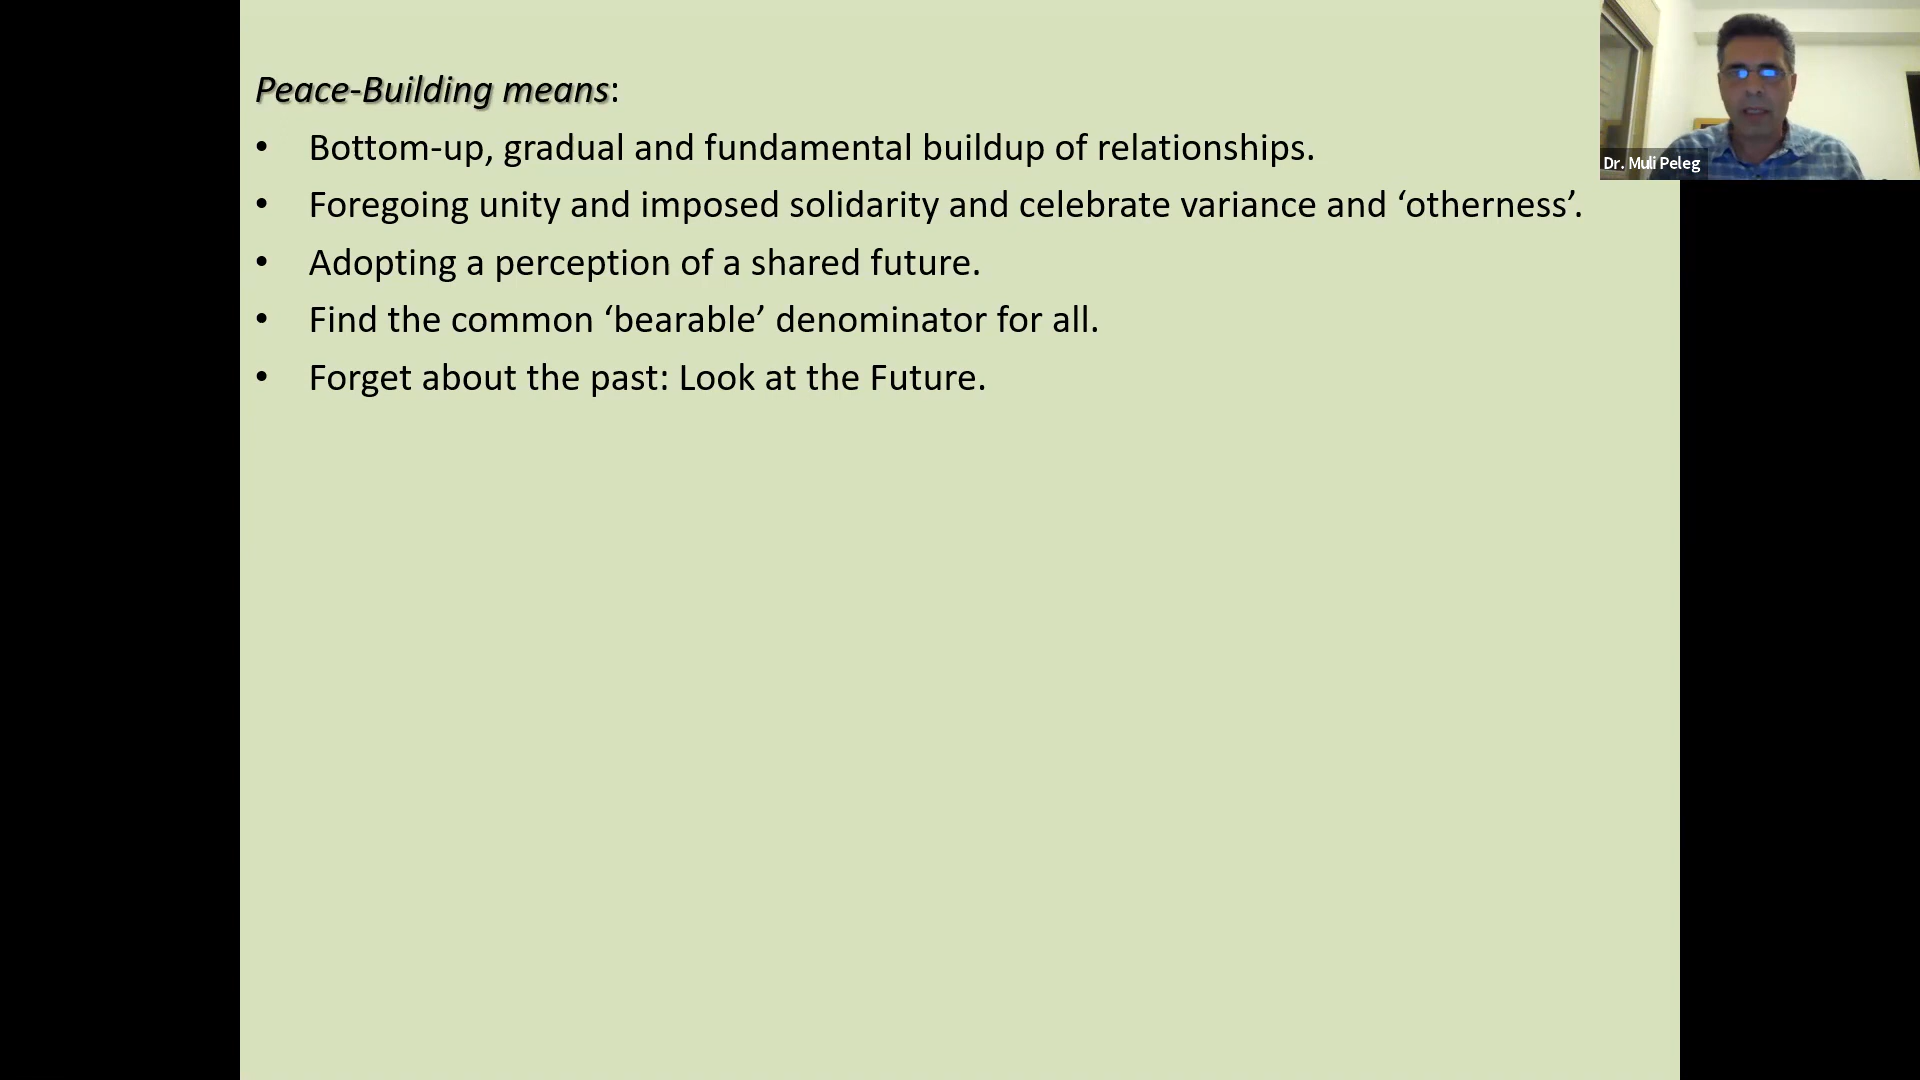 Peace-Building means:
• Bottom-up, gradual and fundamental buildup of relationships.
• Foregoing unity and imposed solidarity and celebrate variance and ‘otherness’.
• Adopting a perception of a shared future.
• Find the common ‘bearable’ denominator for all.
• Forget about the past: Look at the Future.
Dr. Muli Peleg